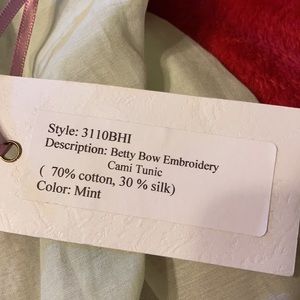 Style: 3110BHI
Description: Betty Bow Embroidery
Cami Tunic
( 70% cotton, 30 % silk)
Color: Mint